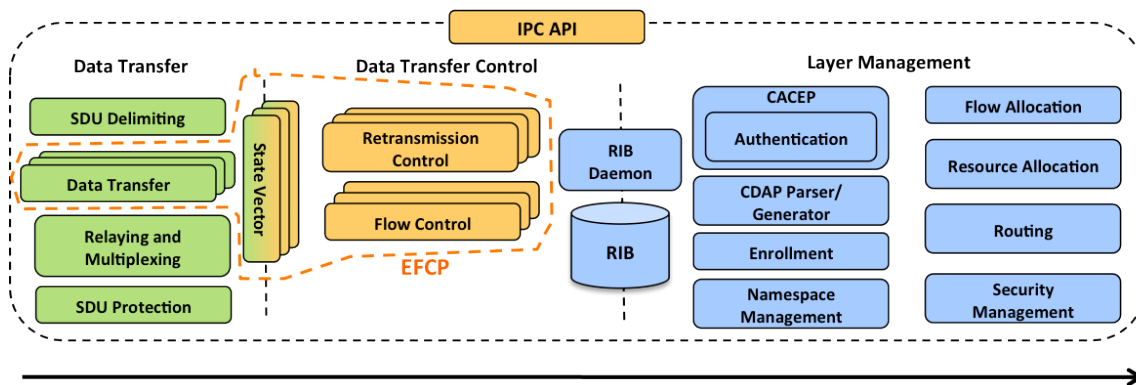 IPC API
Data Transfer
Data Transfer Control
Layer Management
SDU Delimiting
Data Transfer
Relaying and
Multiplexing
SDU Protection
State Vector
Retransmission
Control
Flow Control
EFCP
RIB
Daemon
RIB
CACEP
Authentication
CDAP Parser/
Generator
Enrollment
Namespace
Management
Flow Allocation
Resource Allocation
Routing
Security
Management